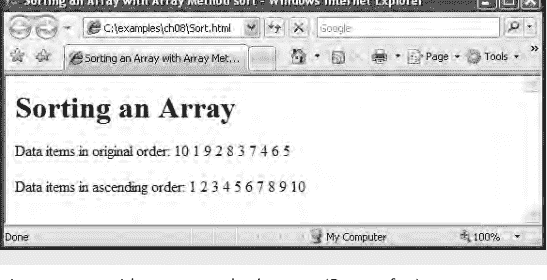 Sorting an Array with Array Method sort - Windows Internet Explorer
C:\examples\ch08\Sort.html
Google
Sorting an Array with Array Met...
Page
Tools
»
Sorting an Array
Data items in original order: 10 1 9 2 8 3 7 4 6 5
Data items in ascending order: 1 2 3 4 5 6 7 8 9 10
Done
My Computer
100%